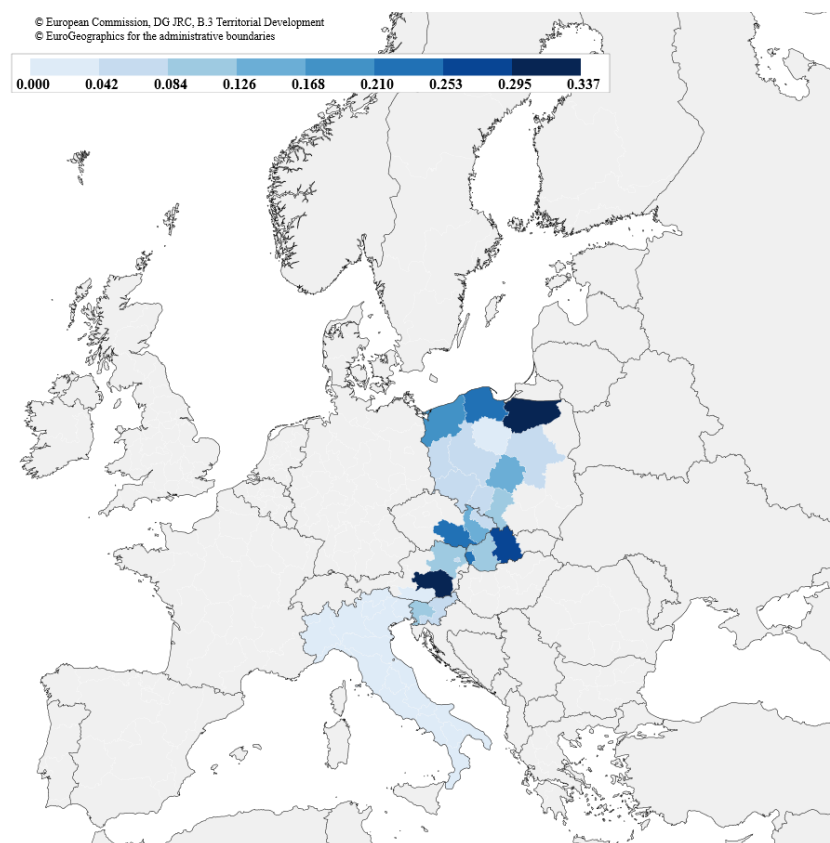 © European Commission, DG JRC, B.3 Territorial Development
© EuroGeographics for the administrative boundaries
0.000 0.042 0.084 0.126 0.168 0.210 0.253 0.295 0.337